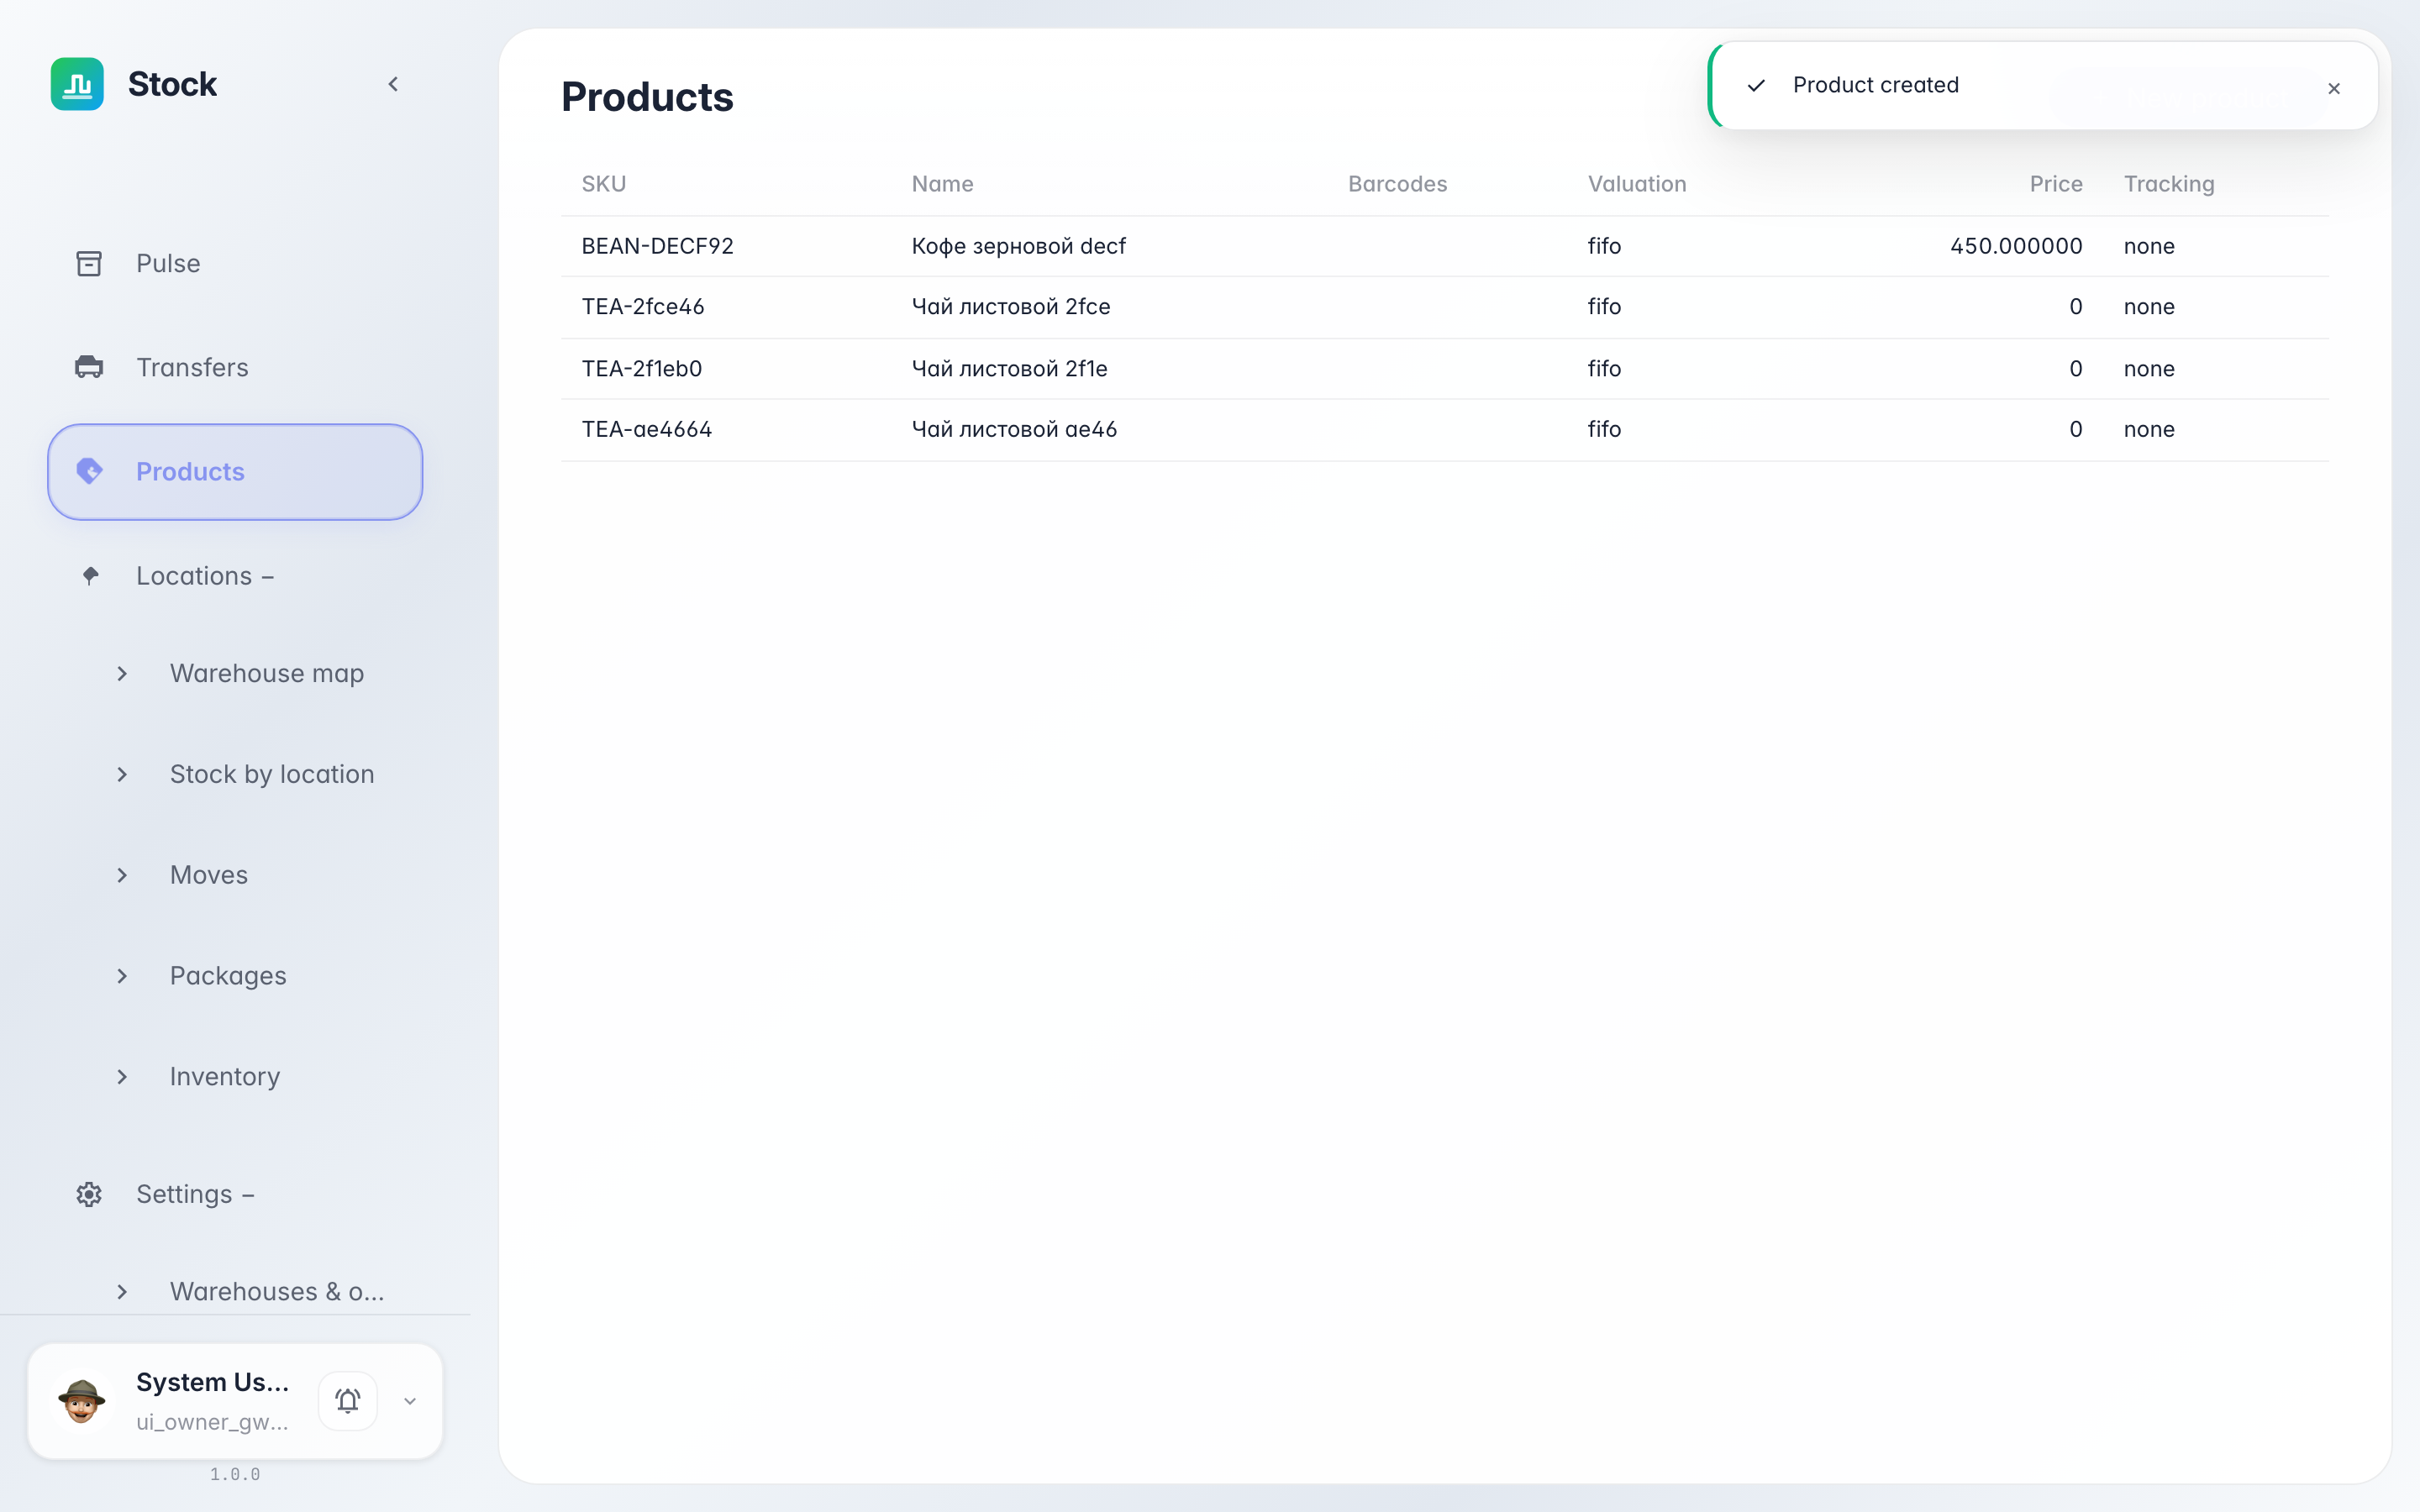 Stock
Pulse
Transfers
Products
Locations –
Warehouse map
Stock by location
Moves
Packages
Inventory
Settings –
Warehouses & o...
System Us...
ui_owner_gw...
1.0.0
Products
Product created
SKU Name Barcodes Valuation Price Tracking
BEAN-DECF92 Кофе зерновой decf fifo 450.000000 none
TEA-2fce46 Чай листовой 2fce fifo 0 none
TEA-2f1eb0 Чай листовой 2f1e fifo 0 none
TEA-ae4664 Чай листовой ae46 fifo 0 none